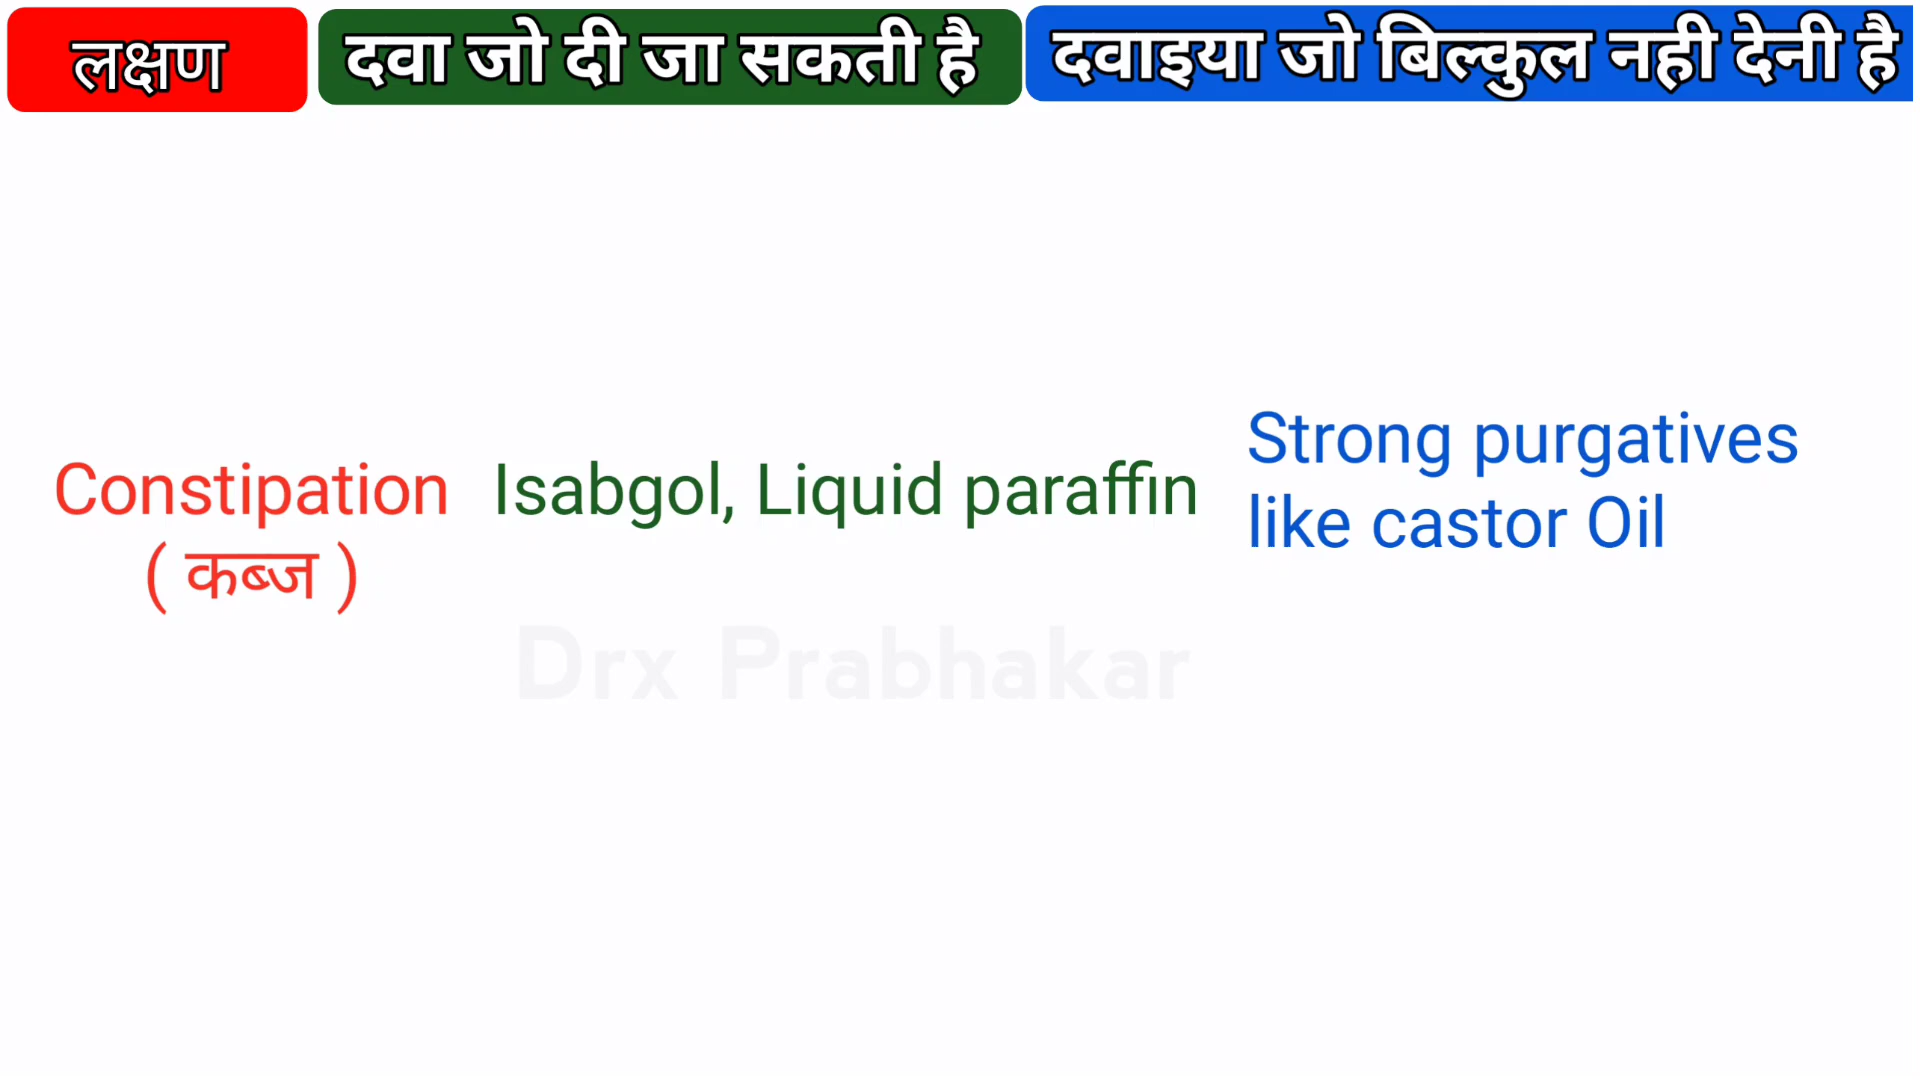 लक्षण
दवा जो दी जा सकती है
दवाइया जो बिल्कुल नही देनी है
Constipation
( कब्ज )
Isabgol, Liquid paraffin
Strong purgatives
like castor Oil
Drx Prabhakar